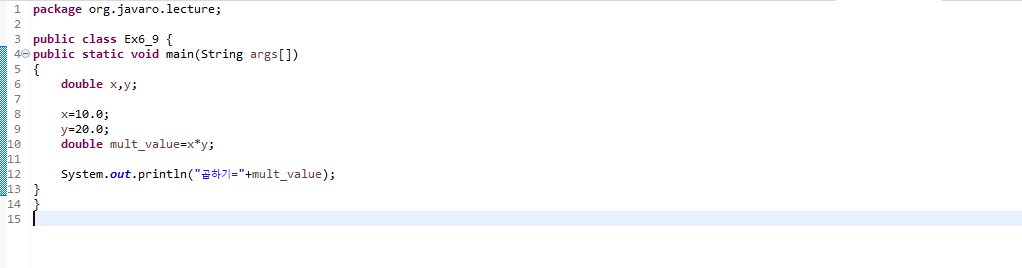 1 package org.javaro.lecture;
2
3 public class Ex6_9 {
4 public static void main(String args[])
5 {
6     double x,y;
7
8     x=10.0;
9     y=20.0;
10     double mult_value=x*y;
11
12     System.out.println("곱하기="+mult_value);
13 }
14 }
15